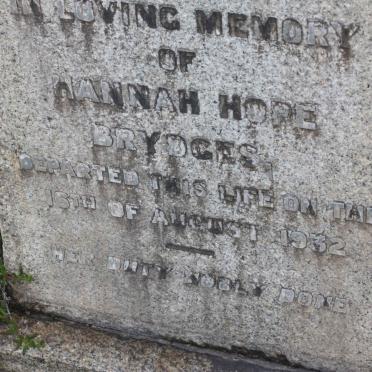 IN LOVING MEMORY
OF
HANNAH HOPE
BRYDGES.
DEPARTED THIS LIFE ON THE
16TH OF AUGUST 1932
HER DUTY NOBLY DONE